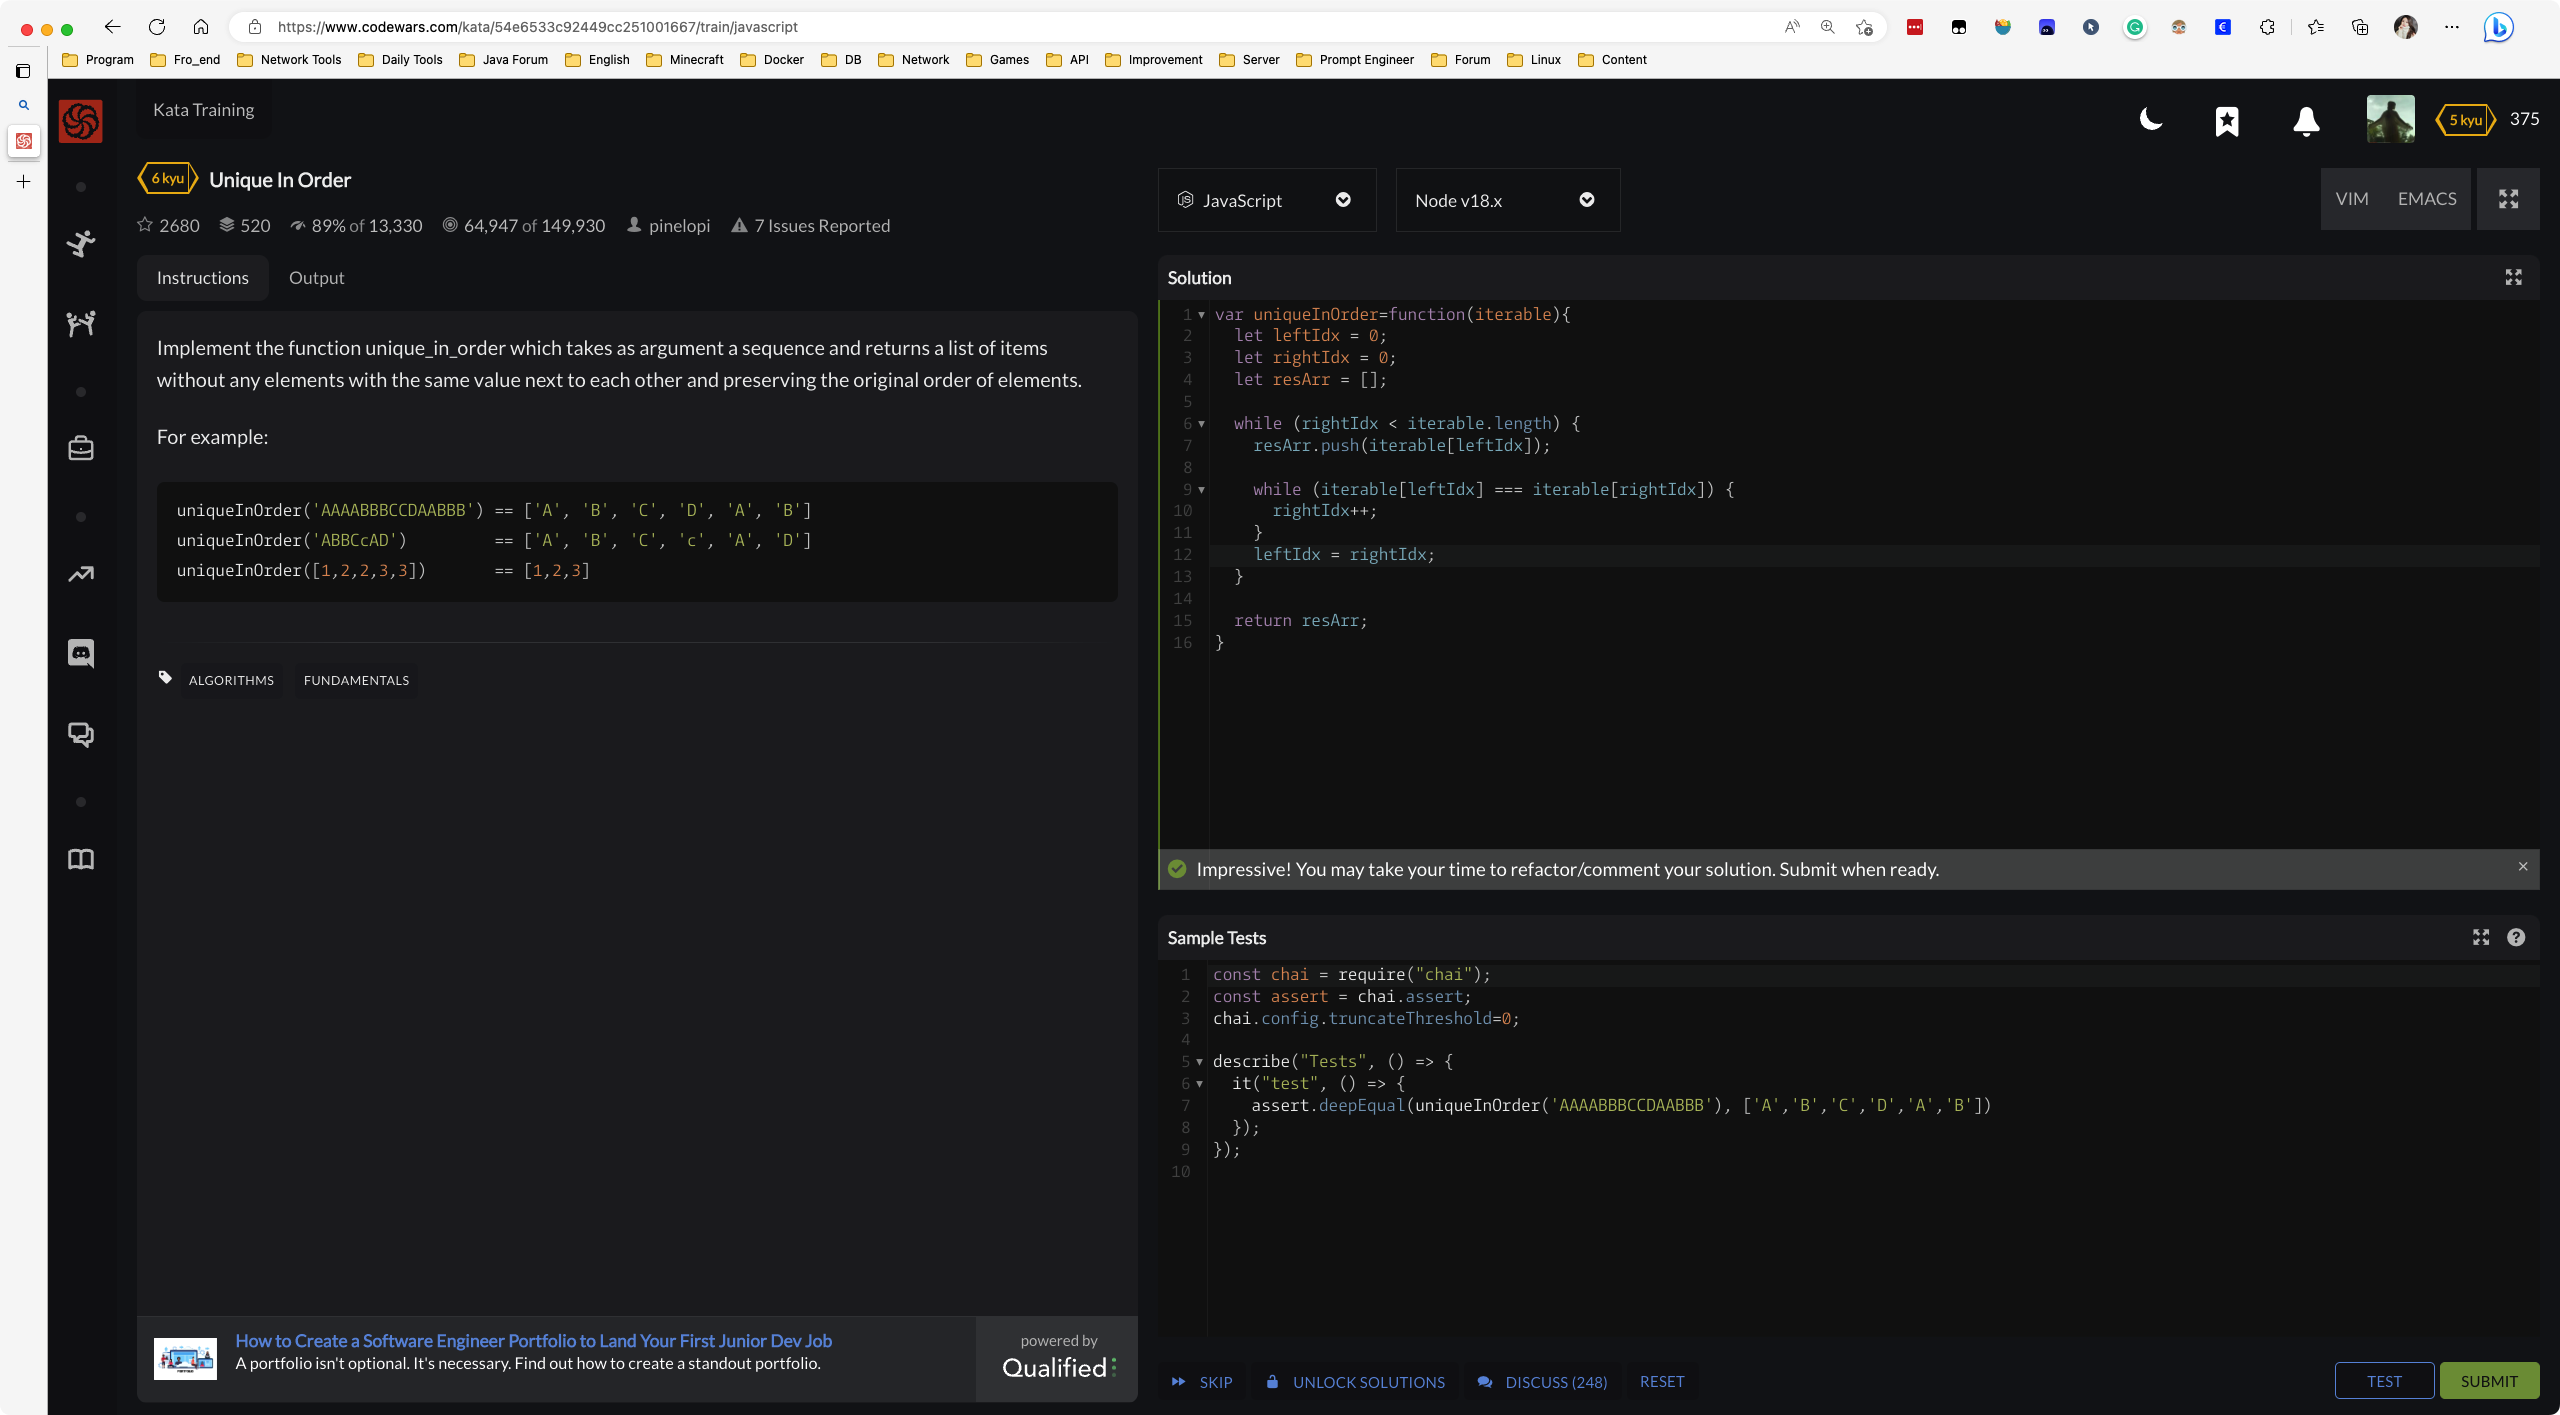 https://www.codewars.com/kata/54e6533c92449cc251001667/train/javascript
Program Fro_end Network Tools Daily Tools Java Forum English Minecraft Docker DB Network Games API Improvement Server Prompt Engineer Forum Linux Content
Kata Training
5 kyu 375
6 kyu Unique In Order
2680 520 89% of 13,330 64,947 of 149,930 pinelopi 7 Issues Reported
JavaScript Node v18.x VIM EMACS
Instructions Output
Implement the function unique_in_order which takes as argument a sequence and returns a list of items
without any elements with the same value next to each other and preserving the original order of elements.
For example:
uniqueInOrder('AAAABBBCCDAABBB') == ['A', 'B', 'C', 'D', 'A', 'B']
uniqueInOrder('ABBCcAD')         == ['A', 'B', 'C', 'c', 'A', 'D']
uniqueInOrder([1,2,2,3,3])       == [1,2,3]
ALGORITHMS FUNDAMENTALS
How to Create a Software Engineer Portfolio to Land Your First Junior Dev Job
A portfolio isn't optional. It's necessary. Find out how to create a standout portfolio.
powered by
Qualified
Solution
1 var uniqueInOrder=function(iterable){
2   let leftIdx = 0;
3   let rightIdx = 0;
4   let resArr = [];
5
6   while (rightIdx < iterable.length) {
7     resArr.push(iterable[leftIdx]);
8
9     while (iterable[leftIdx] === iterable[rightIdx]) {
10       rightIdx++;
11     }
12     leftIdx = rightIdx;
13   }
14
15   return resArr;
16 }
Impressive! You may take your time to refactor/comment your solution. Submit when ready.
Sample Tests
1 const chai = require("chai");
2 const assert = chai.assert;
3 chai.config.truncateThreshold=0;
4
5 describe("Tests", () => {
6   it("test", () => {
7     assert.deepEqual(uniqueInOrder('AAAABBBCCDAABBB'), ['A','B','C','D','A','B'])
8   });
9 });
10
SKIP UNLOCK SOLUTIONS DISCUSS (248) RESET TEST SUBMIT